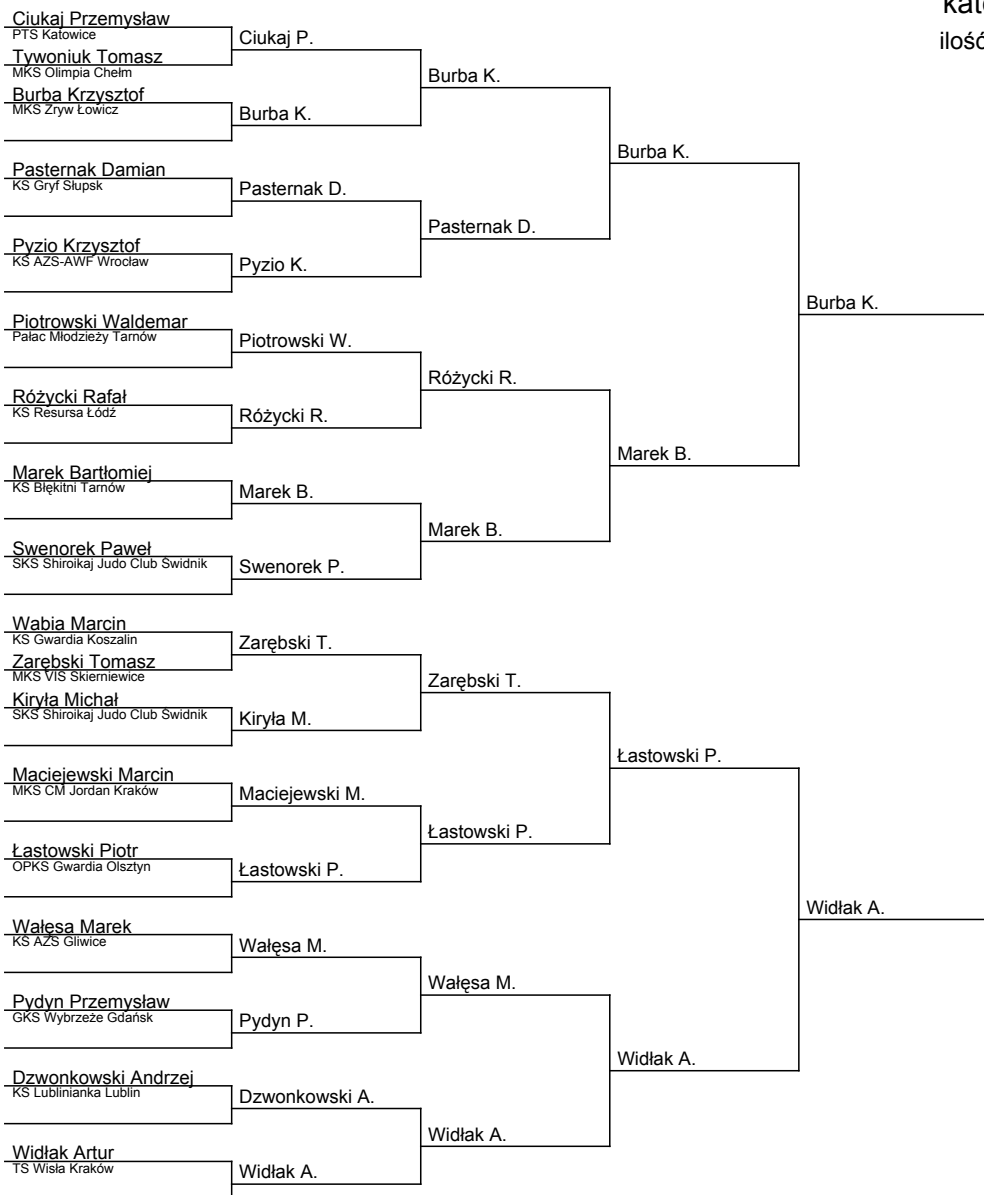 kat
ilość
Ciukaj Przemysław
PTS Katowice
Ciukaj P.
Tywoniuk Tomasz
MKS Olimpia Chełm
Burba K.
Burba Krzysztof
MKS Zryw Łowicz
Burba K.
Burba K.
Pasternak Damian
KS Gryf Słupsk
Pasternak D.
Pasternak D.
Pyzio Krzysztof
KS AZS-AWF Wrocław
Pyzio K.
Burba K.
Piotrowski Waldemar
Pałac Młodzieży Tarnów
Piotrowski W.
Różycki R.
Różycki Rafał
KS Resursa Łódź
Różycki R.
Marek B.
Marek Bartłomiej
KS Błękitni Tarnów
Marek B.
Marek B.
Swenorek Paweł
SKS Shiroikaj Judo Club Świdnik
Swenorek P.
Wabia Marcin
KS Gwardia Koszalin
Zarębski T.
Zarębski Tomasz
MKS VIS Skierniewice
Zarębski T.
Kiryła Michał
SKS Shiroikaj Judo Club Świdnik
Kiryła M.
Łastowski P.
Maciejewski Marcin
MKS CM Jordan Kraków
Maciejewski M.
Łastowski P.
Łastowski Piotr
OPKS Gwardia Olsztyn
Łastowski P.
Widłak A.
Wałęsa Marek
KS AZS Gliwice
Wałęsa M.
Wałęsa M.
Pydyn Przemysław
GKS Wybrzeże Gdańsk
Pydyn P.
Widłak A.
Dzwonkowski Andrzej
KS Lublinianka Lublin
Dzwonkowski A.
Widłak A.
Widłak Artur
TS Wisła Kraków
Widłak A.